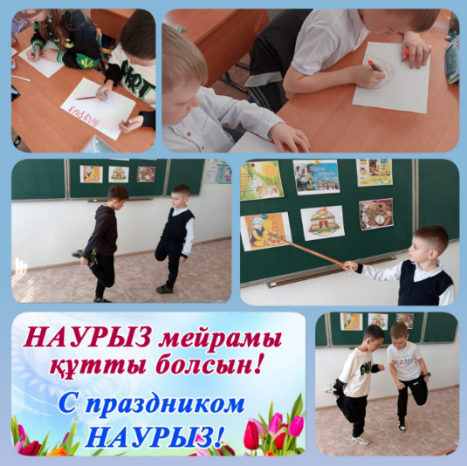 НАУРЫЗ мейрамы
құтты болсын!
С праздником
НАУРЫЗ!